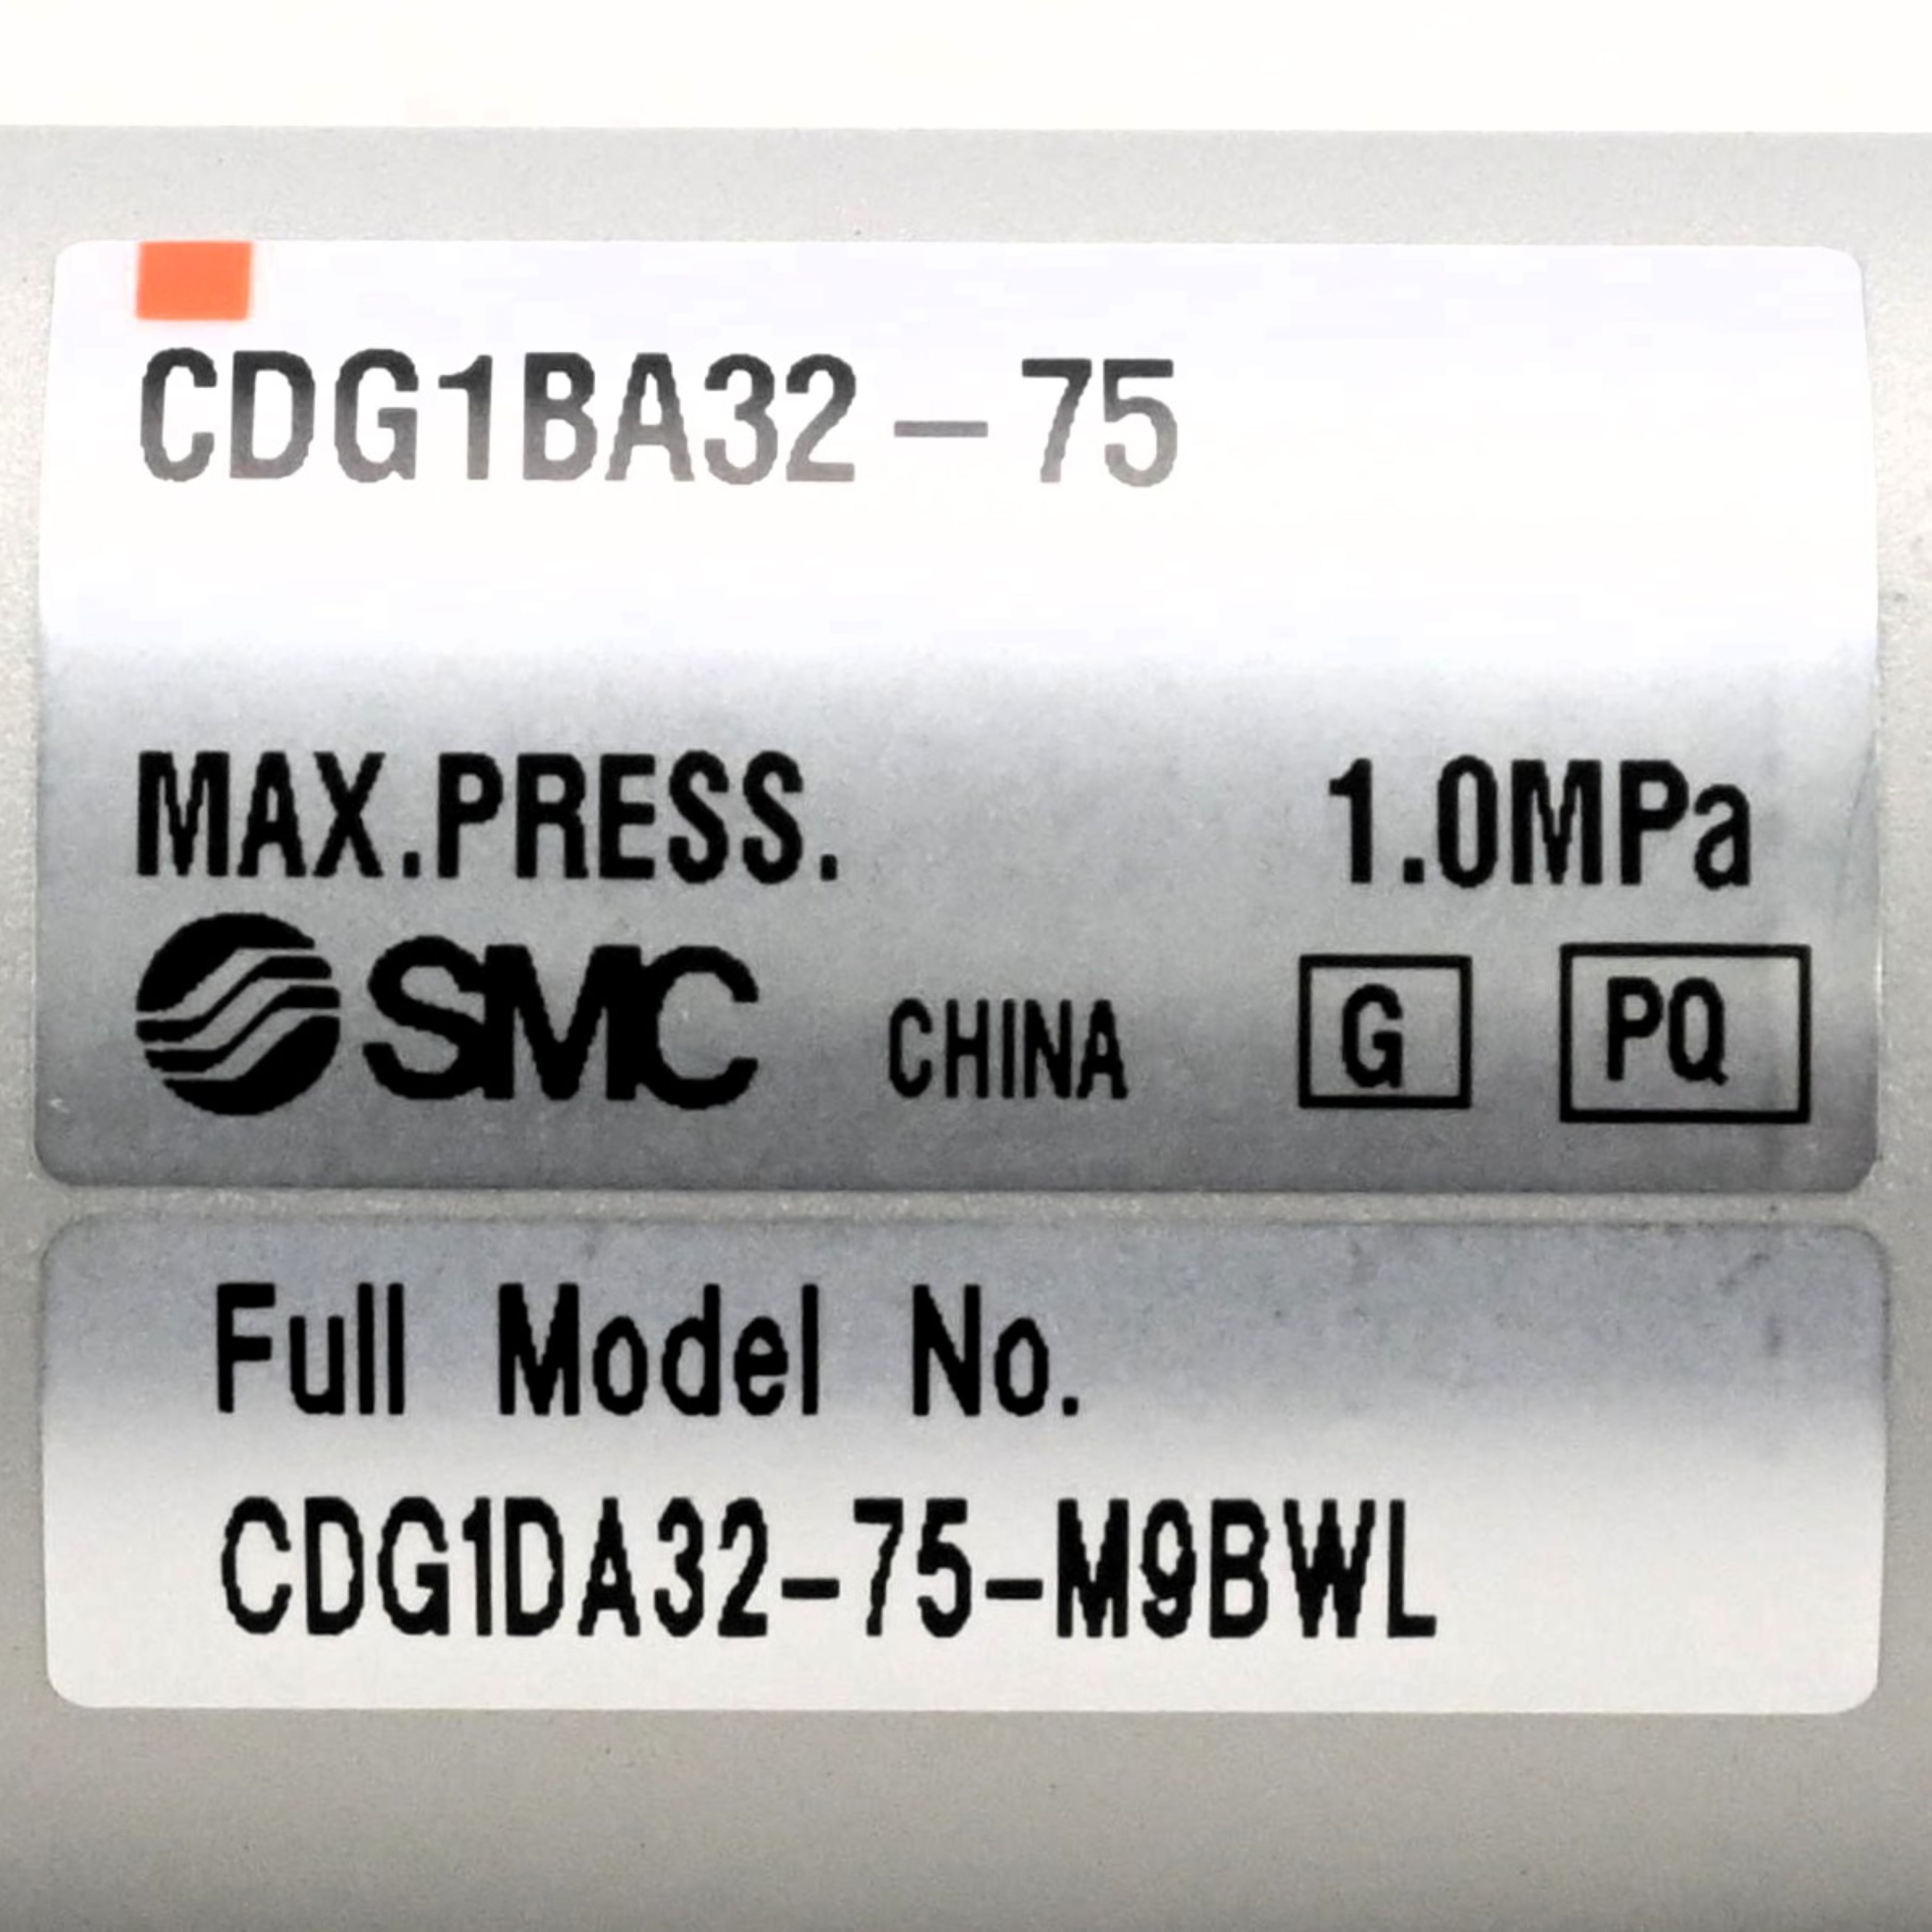 CDG1BA32-75
MAX.PRESS. 1.0MPa
SMC CHINA G PQ
Full Model No.
CDG1DA32-75-M9BWL